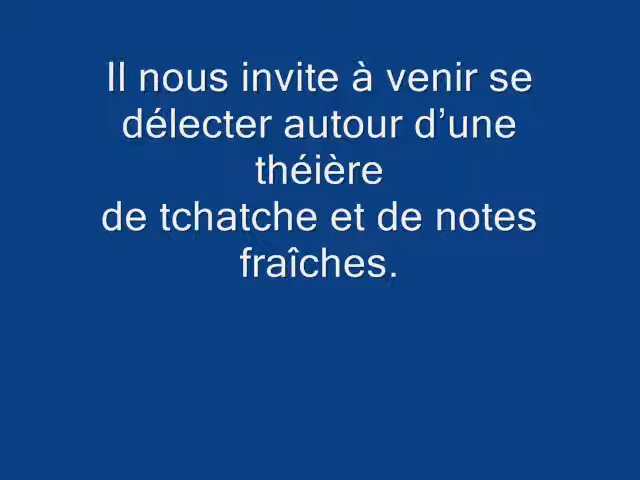 Il nous invite à venir se
délecter autour d’une
théière
de tchatche et de notes
fraîches.